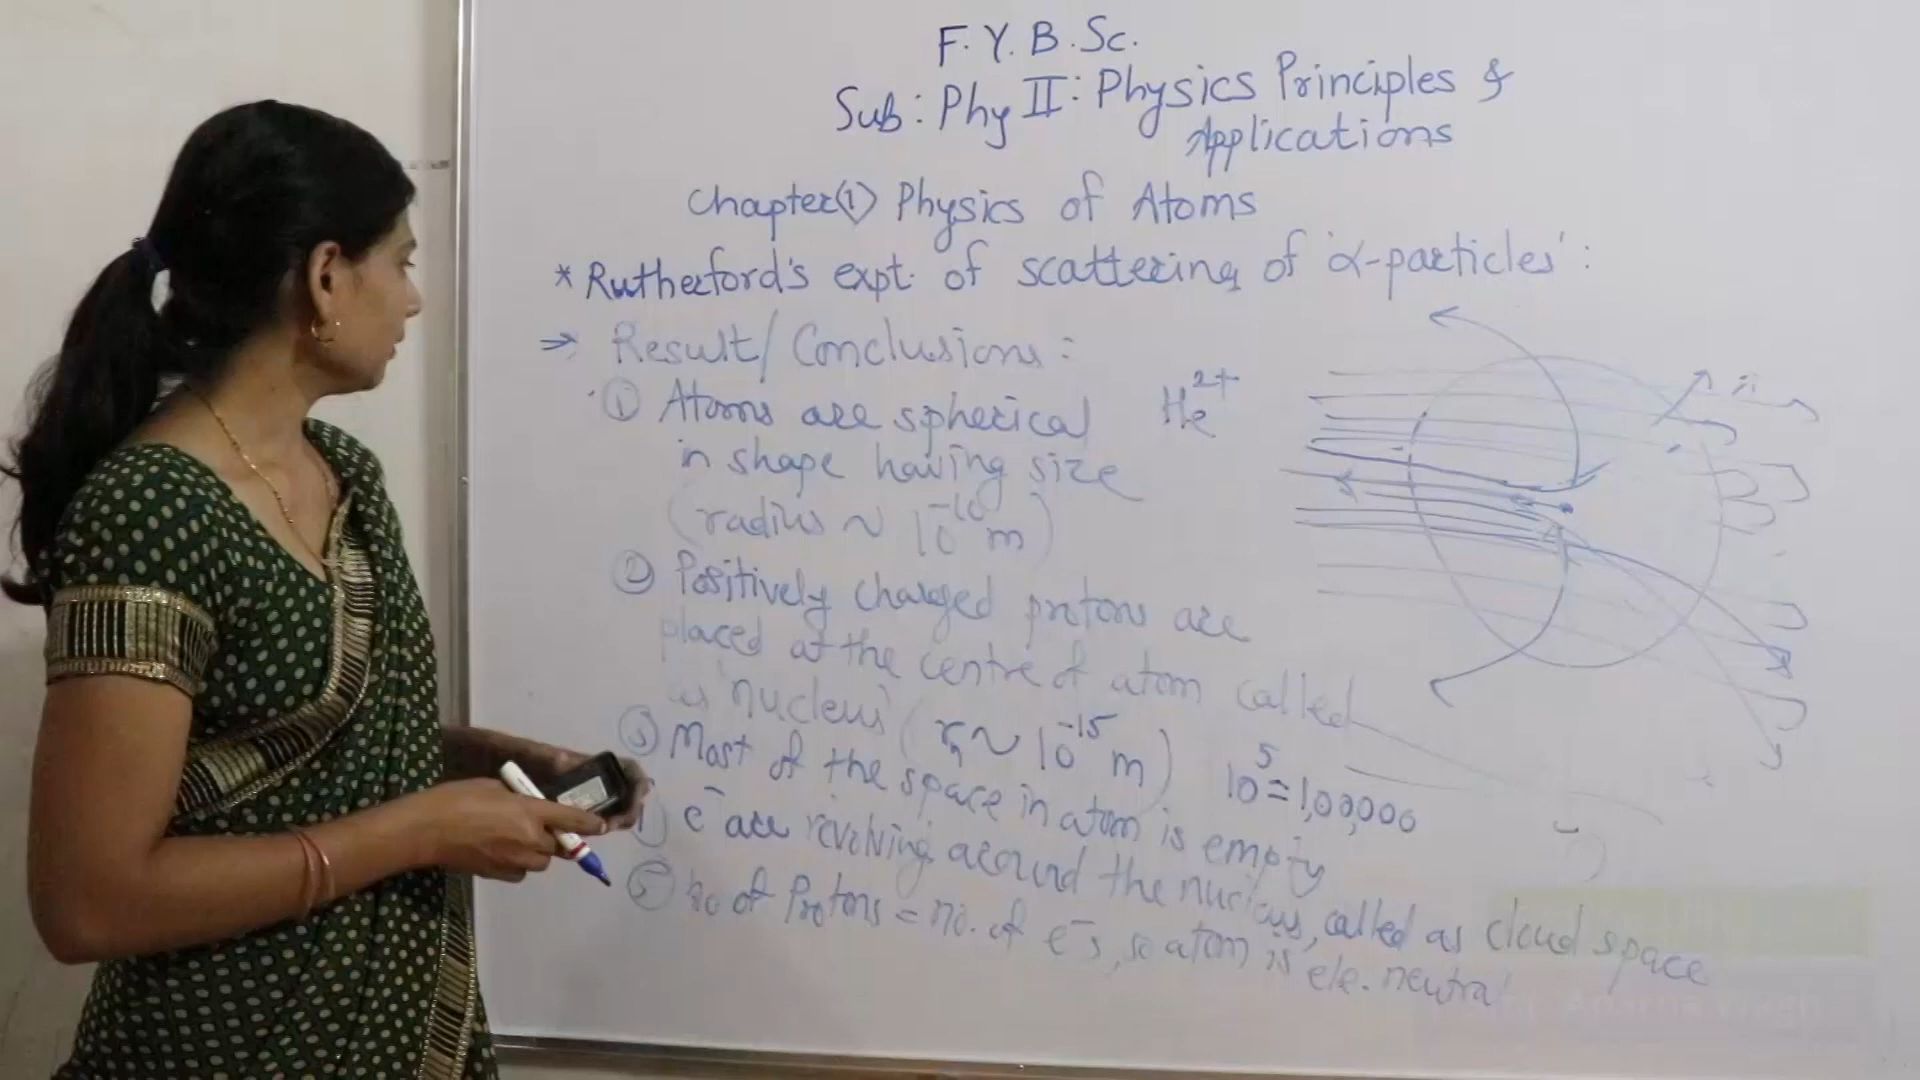 F.Y.B.Sc.
Sub: Phy II: Physics Principles &
Applications
Chapter(1) Physics of Atoms
* Rutherford's expt. of scattering of 'α-particles':
⇒ Result/Conclusions:
① Atoms are spherical
in shape having size
(radius ~ 10⁻¹⁰ m)
He²⁺
② Positively charged protons are
placed at the centre of atom called
as 'nucleus' (rₙ ~ 10⁻¹⁵ m)
10⁵ = 1,00,000
③ Most of the space in atom is empty
e⁻ are revolving around the nucleus, called as cloud space
⑤ no of Protons = no. of e⁻s, so atom is ele. neutral